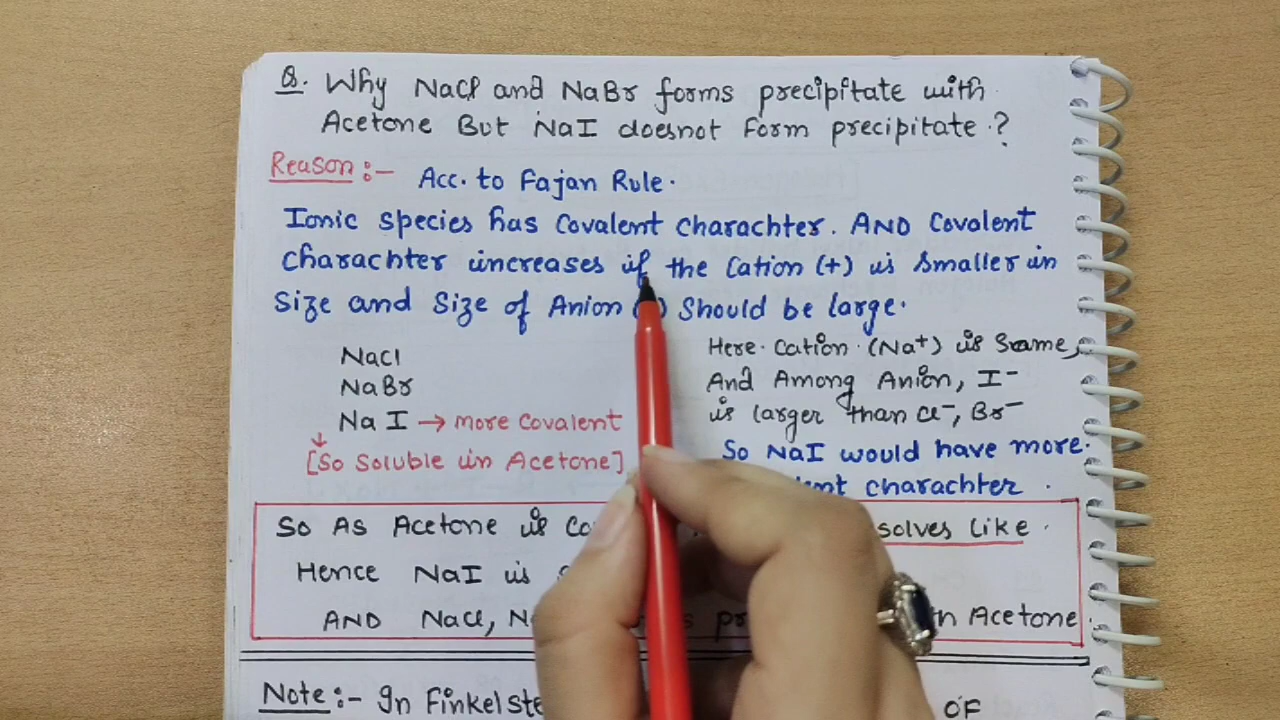 Q. Why NaCl and NaBr forms precipitate with
Acetone But NaI doesnot form precipitate.?
Reason:- Acc. to Fajan Rule.
Ionic species has Covalent Charachter. AND Covalent
Charachter increases if the Cation (+) is smaller in
Size and Size of Anion ( ) Should be large.
NaCl
NaBr
NaI → more Covalent
[So Soluble in Acetone]
Here Cation (Na+) is Same,
And Among Anion, I-
is larger than Cl-, Br-
So NaI would have more
charachter.
So As Acetone is solves Like
Hence NaI is
AND NaCl, Acetone.
Note:- In OF